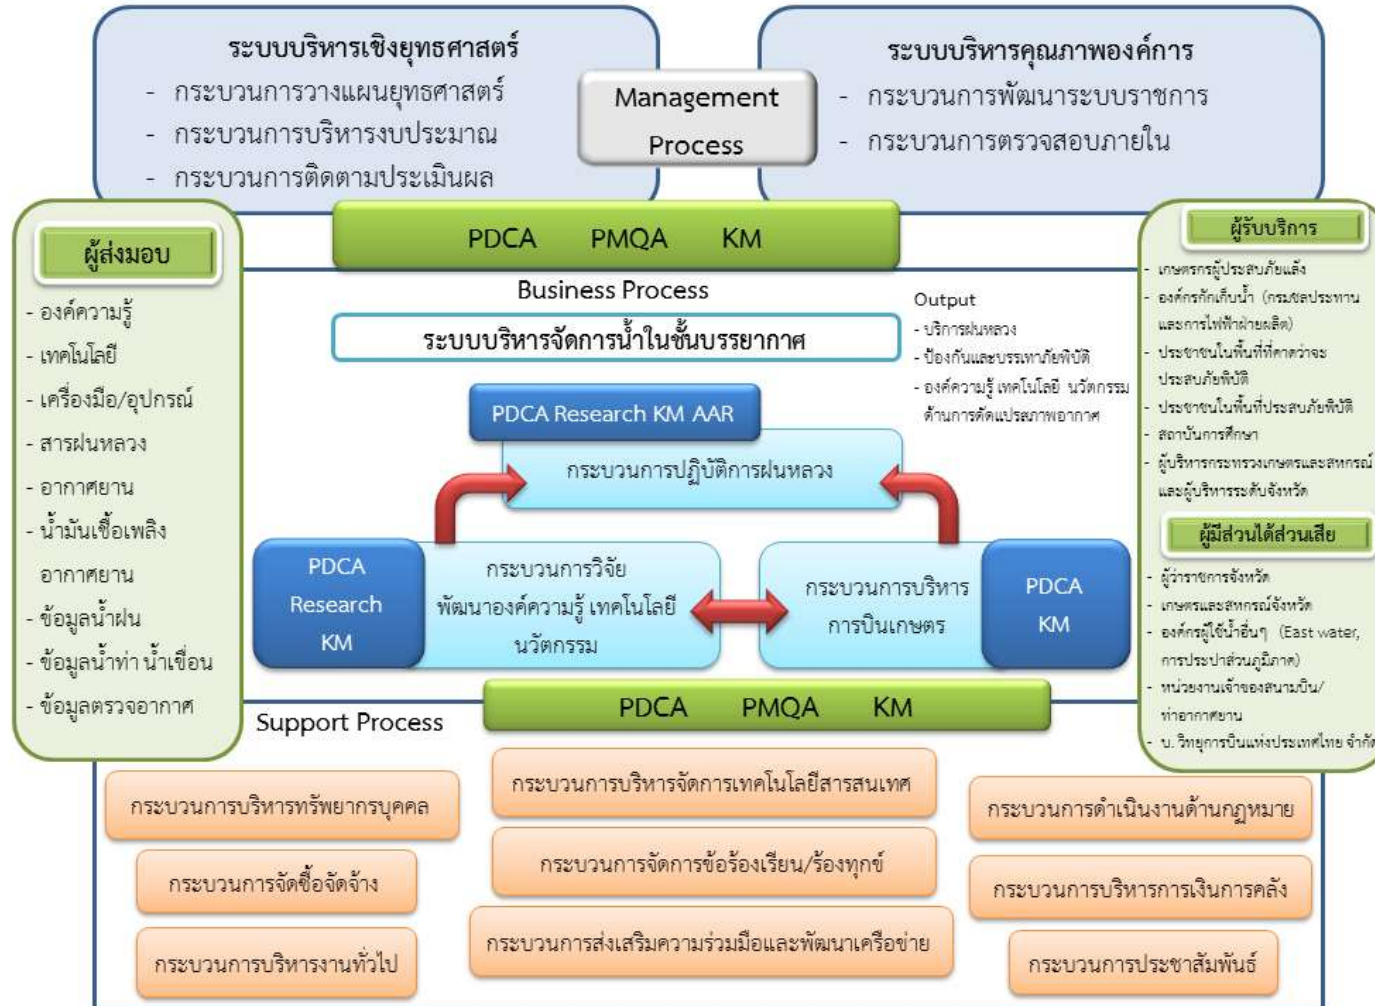 ระบบบริหารเชิงยุทธศาสตร์
- กระบวนการวางแผนยุทธศาสตร์
- กระบวนการบริหารงบประมาณ
- กระบวนการติดตามประเมินผล
Management
Process
ระบบบริหารคุณภาพองค์การ
- กระบวนการพัฒนาระบบราชการ
- กระบวนการตรวจสอบภายใน
PDCA PMQA KM
ผู้ส่งมอบ
- องค์ความรู้
- เทคโนโลยี
- เครื่องมือ/อุปกรณ์
- สารฝนหลวง
- อากาศยาน
- น้ำมันเชื้อเพลิง
อากาศยาน
- ข้อมูลน้ำฝน
- ข้อมูลน้ำท่า น้ำเขื่อน
- ข้อมูลตรวจอากาศ
Business Process
ระบบบริหารจัดการน้ำในชั้นบรรยากาศ
Output
- บริการฝนหลวง
- ป้องกันและบรรเทาภัยพิบัติ
- องค์ความรู้ เทคโนโลยี นวัตกรรม
ด้านการดัดแปรสภาพอากาศ
PDCA Research KM AAR
กระบวนการปฏิบัติการฝนหลวง
PDCA
Research
KM
กระบวนการวิจัย
พัฒนาองค์ความรู้ เทคโนโลยี
นวัตกรรม
กระบวนการบริหาร
การบินเกษตร
PDCA
KM
ผู้รับบริการ
- เกษตรกรผู้ประสบภัยแล้ง
- องค์กรกักเก็บน้ำ (กรมชลประทาน
และการไฟฟ้าฝ่ายผลิต)
- ประชาชนในพื้นที่ที่คาดว่าจะ
ประสบภัยพิบัติ
- ประชาชนในพื้นที่ประสบภัยพิบัติ
- สถาบันการศึกษา
- ผู้บริหารกระทรวงเกษตรและสหกรณ์
และผู้บริหารระดับจังหวัด
ผู้มีส่วนได้ส่วนเสีย
- ผู้ว่าราชการจังหวัด
- เกษตรและสหกรณ์จังหวัด
- องค์กรผู้ใช้น้ำอื่นๆ (East water,
การประปาส่วนภูมิภาค)
- หน่วยงานเจ้าของสนามบิน/
ท่าอากาศยาน
- บ. วิทยุการบินแห่งประเทศไทย จำกัด
PDCA PMQA KM
Support Process
กระบวนการบริหารทรัพยากรบุคคล
กระบวนการจัดซื้อจัดจ้าง
กระบวนการบริหารงานทั่วไป
กระบวนการบริหารจัดการเทคโนโลยีสารสนเทศ
กระบวนการจัดการข้อร้องเรียน/ร้องทุกข์
กระบวนการส่งเสริมความร่วมมือและพัฒนาเครือข่าย
กระบวนการดำเนินงานด้านกฎหมาย
กระบวนการบริหารการเงินการคลัง
กระบวนการประชาสัมพันธ์